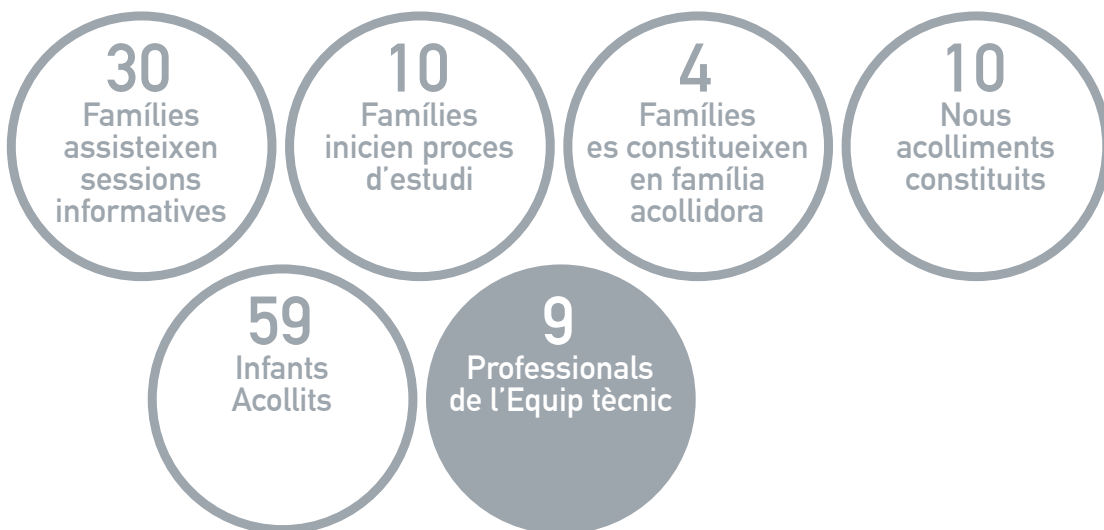 30
Famílies
assisteixen
sessions
informatives
10
Famílies
inicien proces
d'estudi
4
Famílies
es constitueixen
en família
acollidora
10
Nous
acolliments
constituits
59
Infants
Acollits
9
Professionals
de l'Equip tècnic